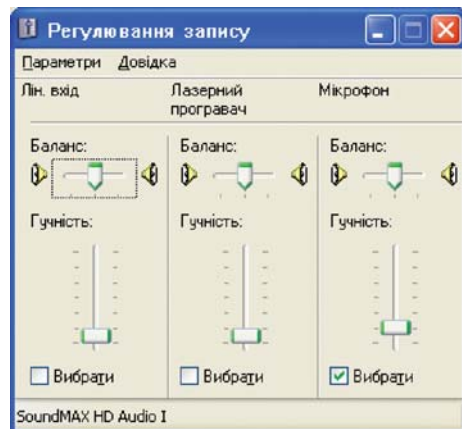 Регулювання запису
Параметри Довідка
Лін. вхід
Лазерний
програвач
Мікрофон
Баланс:
Баланс:
Баланс:
Гучність:
Гучність:
Гучність:
Вибрати
Вибрати
Вибрати
SoundMAX HD Audio I